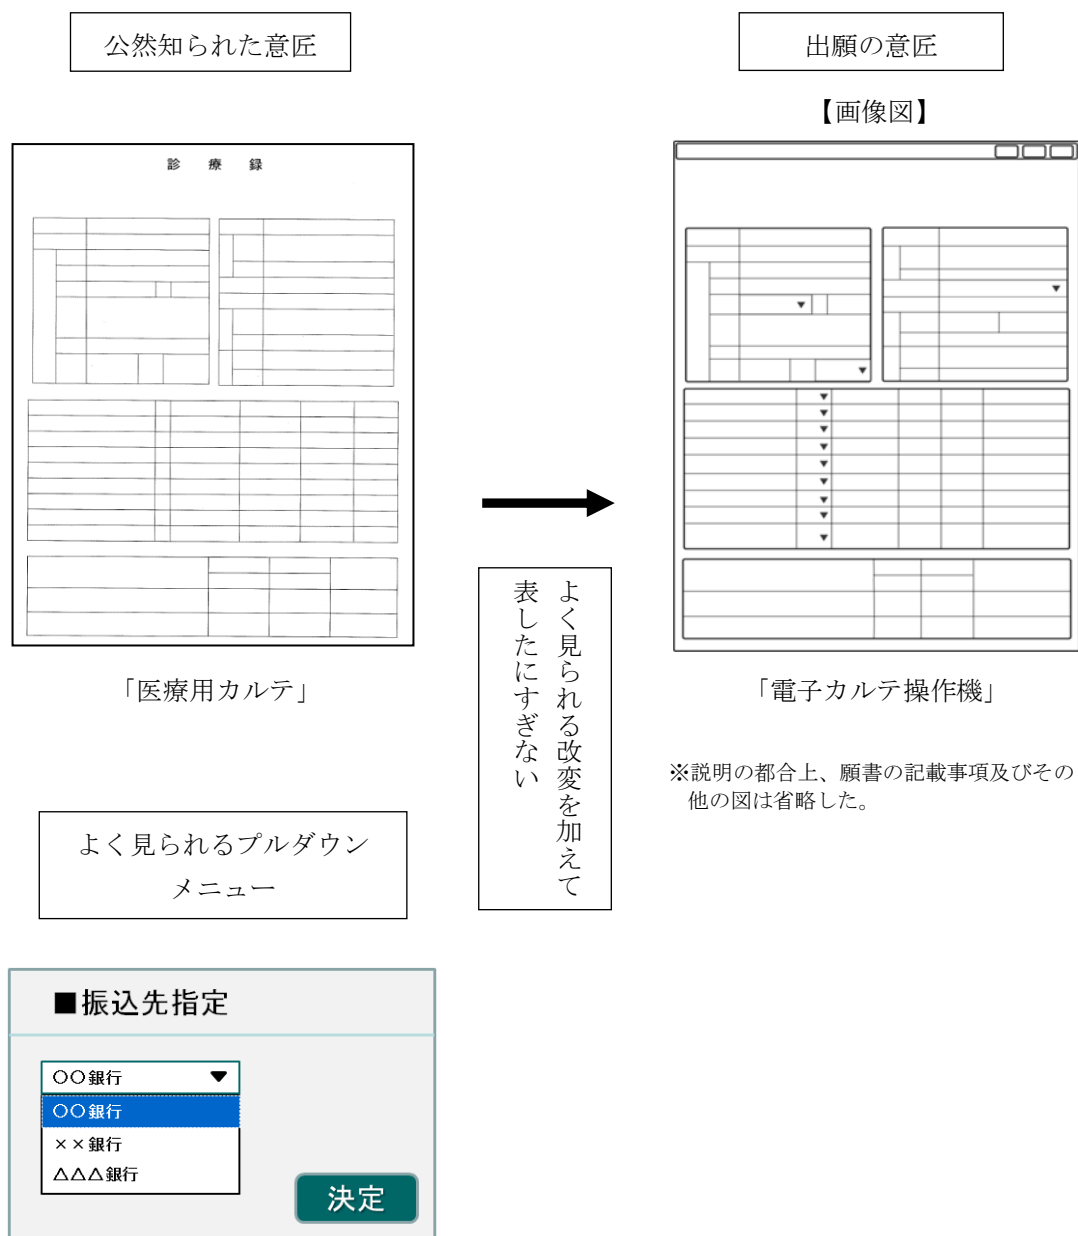 公然知られた意匠
出願の意匠
【画像図】
診 療 録
「医療用カルテ」
よく見られる改変を加えて
表したにすぎない
「電子カルテ操作機」
※説明の都合上、願書の記載事項及びその
他の図は省略した。
よく見られるプルダウン
メニュー
■振込先指定
〇〇銀行 ▼
〇〇銀行
××銀行
△△△銀行
決定